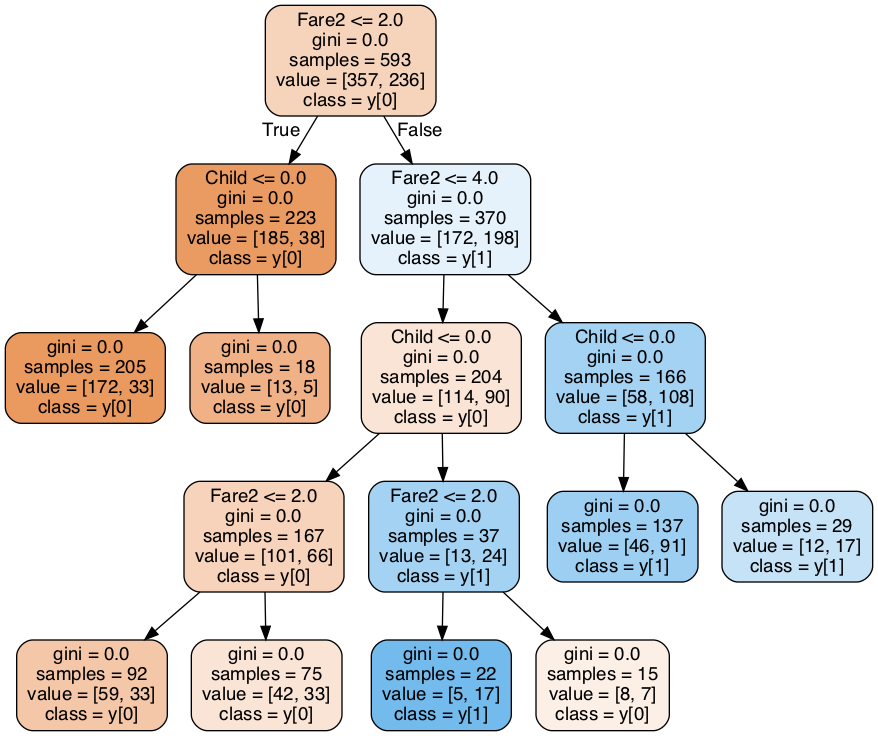 Fare2 <= 2.0
gini = 0.0
samples = 593
value = [357, 236]
class = y[0]
True
False
Child <= 0.0
gini = 0.0
samples = 223
value = [185, 38]
class = y[0]
Fare2 <= 4.0
gini = 0.0
samples = 370
value = [172, 198]
class = y[1]
gini = 0.0
samples = 205
value = [172, 33]
class = y[0]
gini = 0.0
samples = 18
value = [13, 5]
class = y[0]
Child <= 0.0
gini = 0.0
samples = 204
value = [114, 90]
class = y[0]
Child <= 0.0
gini = 0.0
samples = 166
value = [58, 108]
class = y[1]
Fare2 <= 2.0
gini = 0.0
samples = 167
value = [101, 66]
class = y[0]
Fare2 <= 2.0
gini = 0.0
samples = 37
value = [13, 24]
class = y[1]
gini = 0.0
samples = 137
value = [46, 91]
class = y[1]
gini = 0.0
samples = 29
value = [12, 17]
class = y[1]
gini = 0.0
samples = 92
value = [59, 33]
class = y[0]
gini = 0.0
samples = 75
value = [42, 33]
class = y[0]
gini = 0.0
samples = 22
value = [5, 17]
class = y[1]
gini = 0.0
samples = 15
value = [8, 7]
class = y[0]